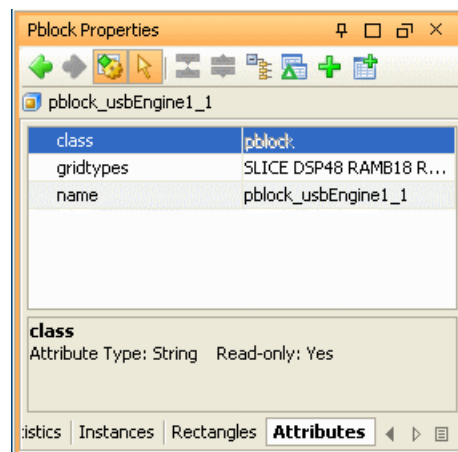 Pblock Properties
pblock_usbEngine1_1
class pblock
gridtypes SLICE DSP48 RAMB18 R...
name pblock_usbEngine1_1
class
Attribute Type: String Read-only: Yes
istics Instances Rectangles Attributes